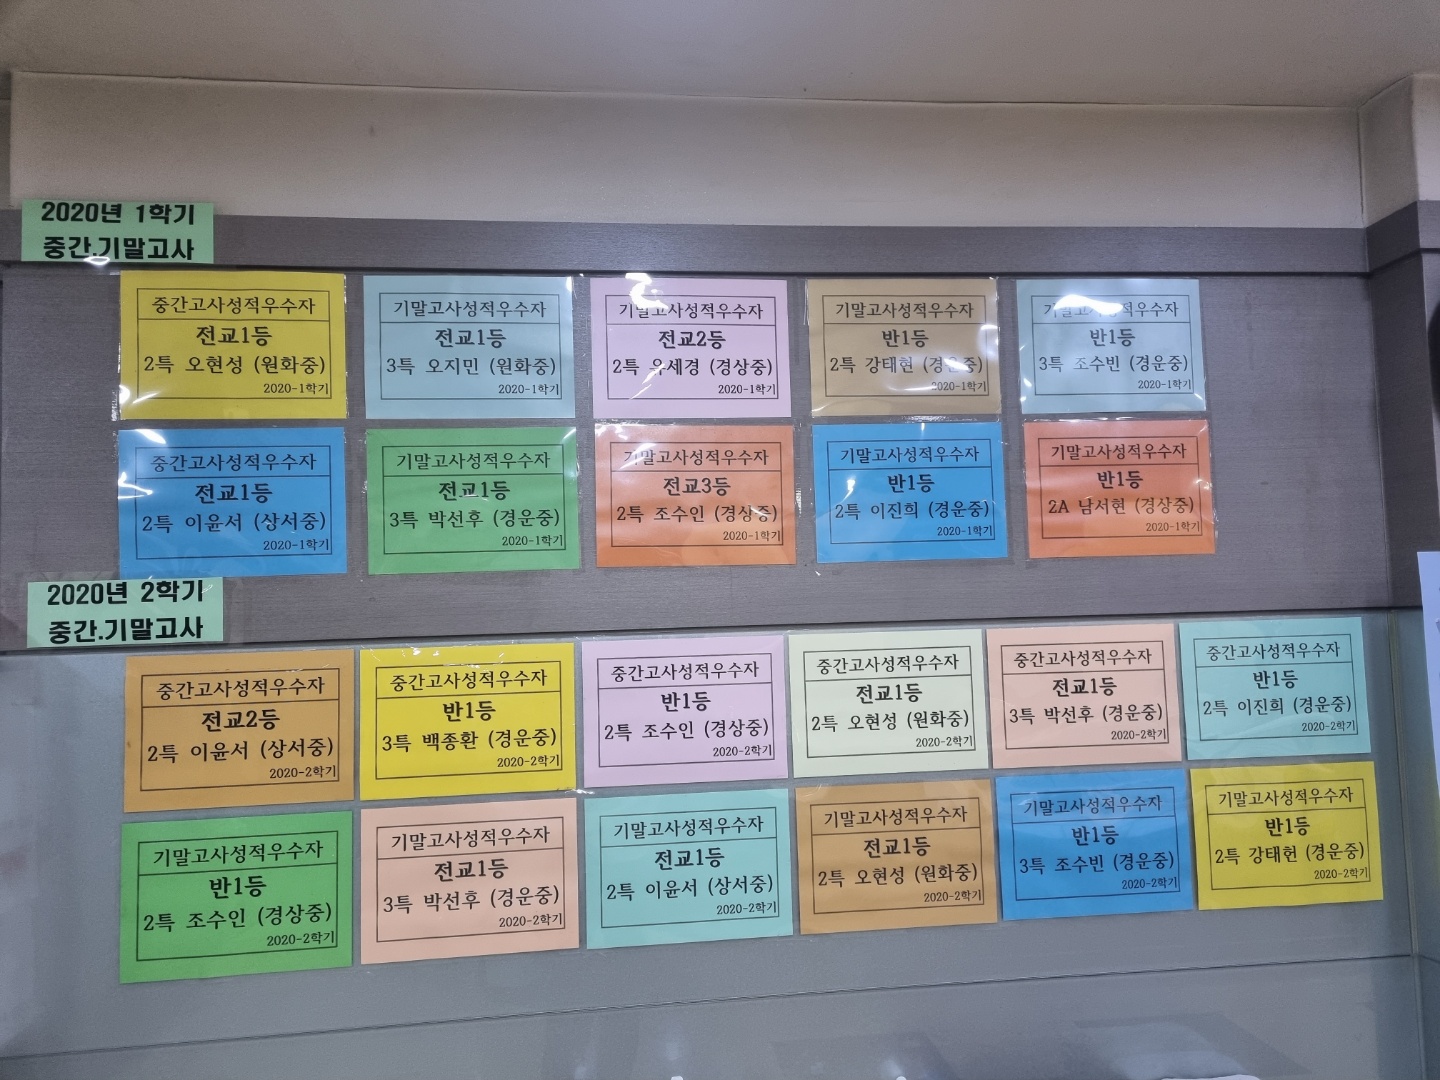 2020년 1학기
중간.기말고사
중간고사성적우수자
전교1등
2특 오현성 (원화중)
2020-1학기
기말고사성적우수자
전교1등
3특 오지민 (원화중)
2020-1학기
기말고사성적우수자
전교2등
2특 유세경 (경상중)
2020-1학기
기말고사성적우수자
반1등
2특 강태현 (경운중)
2020-1학기
기말고사성적우수자
반1등
3특 조수빈 (경운중)
2020-1학기
중간고사성적우수자
전교1등
2특 이윤서 (상서중)
2020-1학기
기말고사성적우수자
전교1등
3특 박선후 (경운중)
2020-1학기
기말고사성적우수자
전교3등
2특 조수인 (경상중)
2020-1학기
기말고사성적우수자
반1등
2특 이진희 (경운중)
2020-1학기
기말고사성적우수자
반1등
2A 남서현 (경상중)
2020-1학기
2020년 2학기
중간.기말고사
중간고사성적우수자
전교2등
2특 이윤서 (상서중)
2020-2학기
중간고사성적우수자
반1등
3특 백종환 (경운중)
2020-2학기
중간고사성적우수자
반1등
2특 조수인 (경상중)
2020-2학기
중간고사성적우수자
전교1등
2특 오현성 (원화중)
2020-2학기
중간고사성적우수자
전교1등
3특 박선후 (경운중)
2020-2학기
중간고사성적우수자
반1등
2특 이진희 (경운중)
2020-2학기
기말고사성적우수자
반1등
2특 조수인 (경상중)
2020-2학기
기말고사성적우수자
전교1등
3특 박선후 (경운중)
2020-2학기
기말고사성적우수자
전교1등
2특 이윤서 (상서중)
2020-2학기
기말고사성적우수자
전교1등
2특 오현성 (원화중)
2020-2학기
기말고사성적우수자
반1등
3특 조수빈 (경운중)
2020-2학기
기말고사성적우수자
반1등
2특 강태헌 (경운중)
2020-2학기